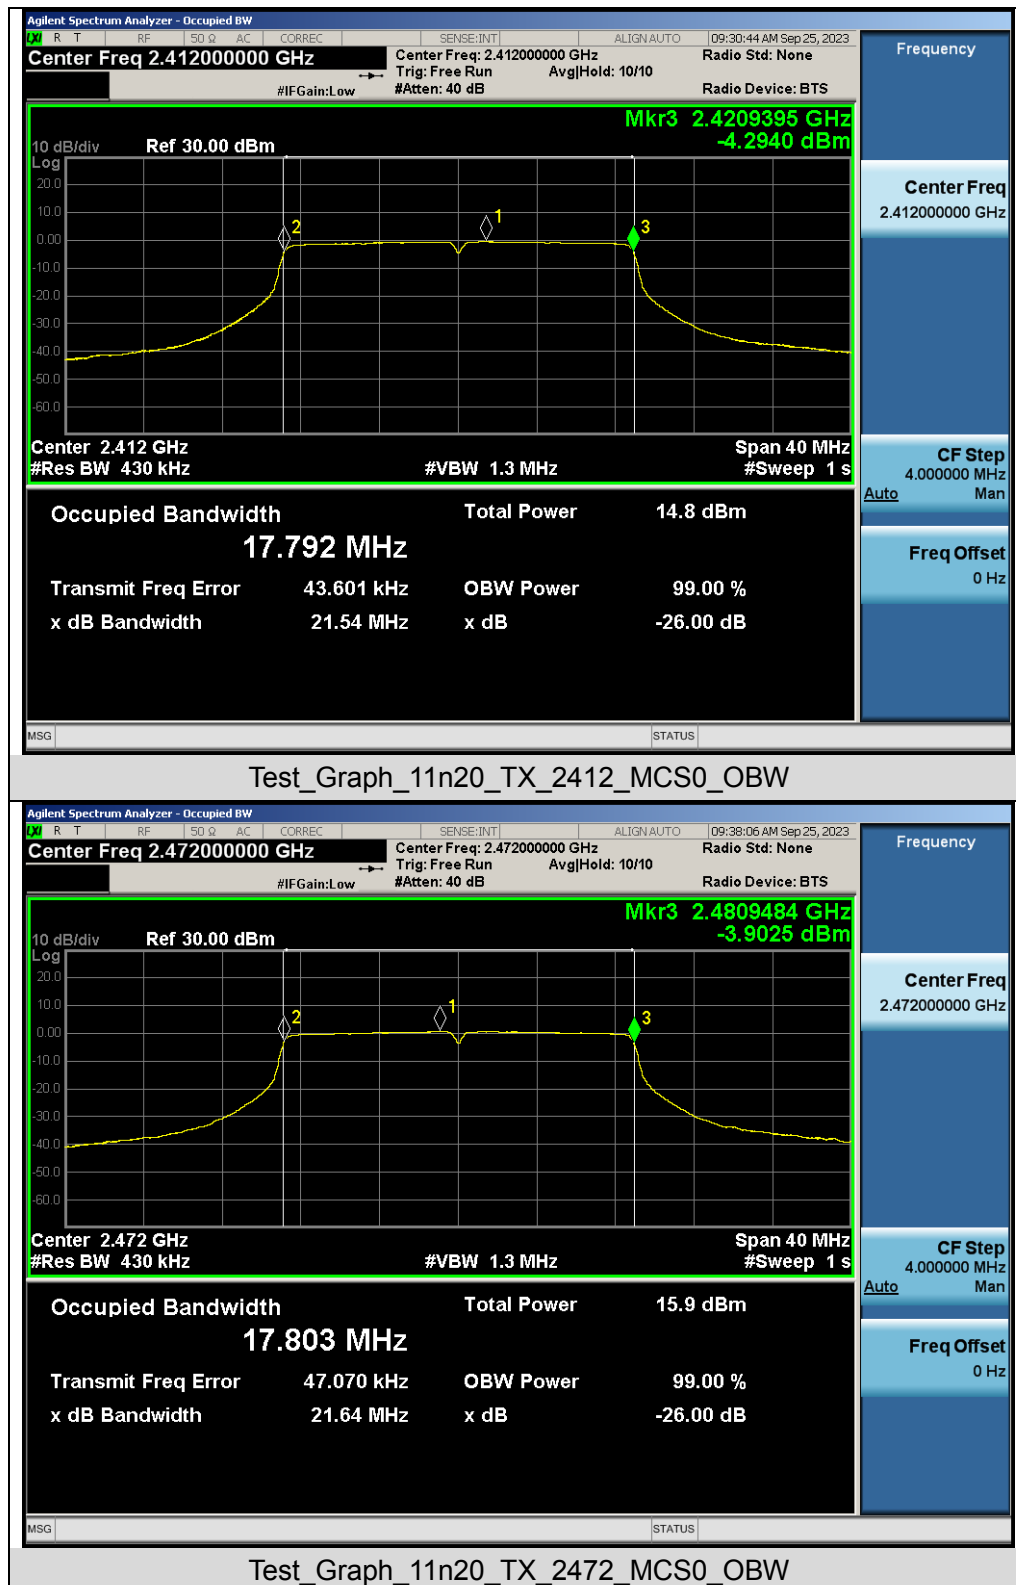 Agilent Spectrum Analyzer - Occupied BW
LXI R T RF 50 Ω AC CORREC SENSE:INT ALIGN AUTO 09:30:44 AM Sep 25, 2023
Center Freq 2.412000000 GHz
Center Freq: 2.412000000 GHz Radio Std: None
Trig: Free Run Avg|Hold: 10/10
#IFGain:Low #Atten: 40 dB Radio Device: BTS
Frequency
Mkr3 2.4209395 GHz
-4.2940 dBm
10 dB/div Ref 30.00 dBm
Log
20.0
10.0
0.00
-10.0
-20.0
-30.0
-40.0
-50.0
-60.0
2
1
3
Center 2.412 GHz Span 40 MHz
#Res BW 430 kHz #VBW 1.3 MHz #Sweep 1 s
Center Freq
2.412000000 GHz
CF Step
4.000000 MHz
Auto Man
Freq Offset
0 Hz
Occupied Bandwidth Total Power 14.8 dBm
17.792 MHz
Transmit Freq Error 43.601 kHz OBW Power 99.00 %
x dB Bandwidth 21.54 MHz x dB -26.00 dB
MSG STATUS
Test_Graph_11n20_TX_2412_MCS0_OBW
Agilent Spectrum Analyzer - Occupied BW
LXI R T RF 50 Ω AC CORREC SENSE:INT ALIGN AUTO 09:38:06 AM Sep 25, 2023
Center Freq 2.472000000 GHz
Center Freq: 2.472000000 GHz Radio Std: None
Trig: Free Run Avg|Hold: 10/10
#IFGain:Low #Atten: 40 dB Radio Device: BTS
Frequency
Mkr3 2.4809484 GHz
-3.9025 dBm
10 dB/div Ref 30.00 dBm
Log
20.0
10.0
0.00
-10.0
-20.0
-30.0
-40.0
-50.0
-60.0
2
1
3
Center 2.472 GHz Span 40 MHz
#Res BW 430 kHz #VBW 1.3 MHz #Sweep 1 s
Center Freq
2.472000000 GHz
CF Step
4.000000 MHz
Auto Man
Freq Offset
0 Hz
Occupied Bandwidth Total Power 15.9 dBm
17.803 MHz
Transmit Freq Error 47.070 kHz OBW Power 99.00 %
x dB Bandwidth 21.64 MHz x dB -26.00 dB
MSG STATUS
Test_Graph_11n20_TX_2472_MCS0_OBW